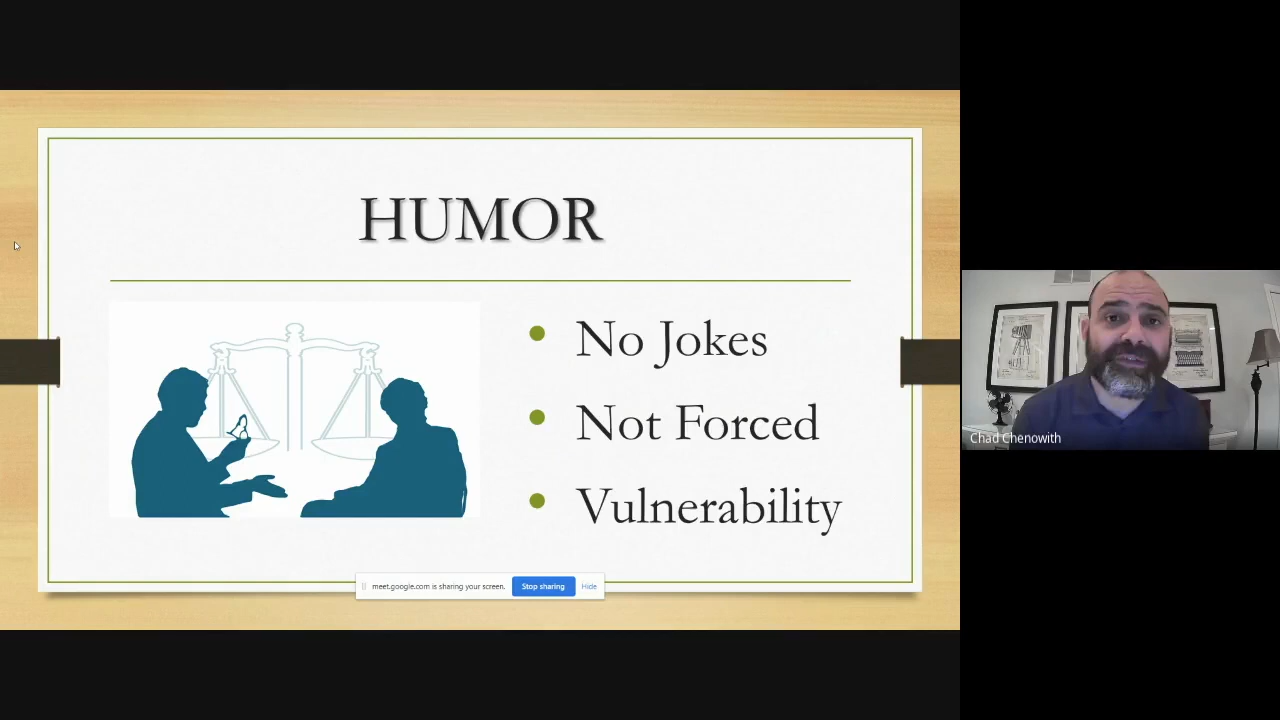 HUMOR
No Jokes
Not Forced
Vulnerability
meet.google.com is sharing your screen. Stop sharing Hide
Chad Chenowith